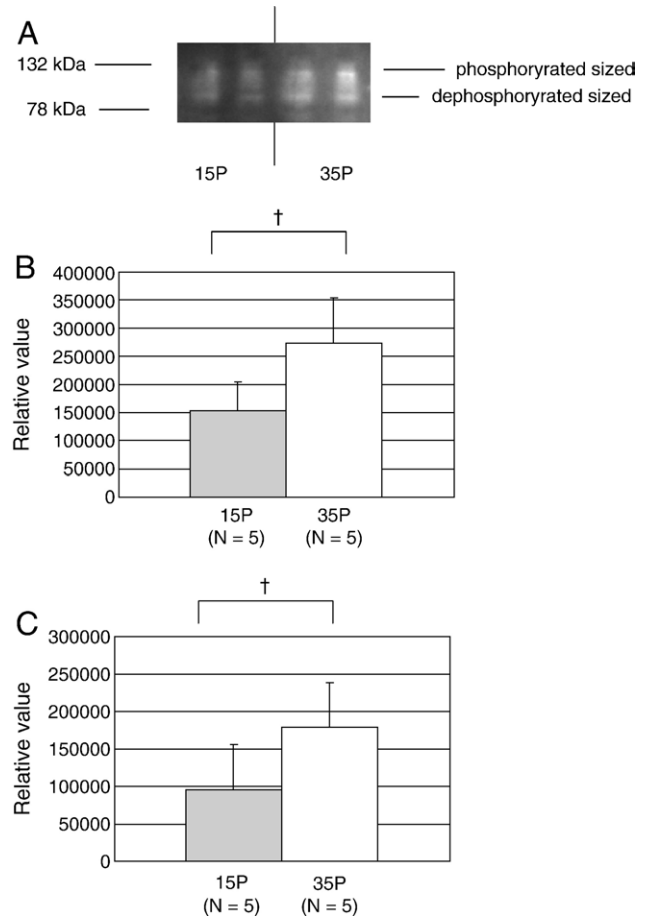 A
132 kDa
78 kDa
phosphoryrated sized
dephosphoryrated sized
15P 35P
†
B
Relative value
400000
350000
300000
250000
200000
150000
100000
50000
0
15P 35P
(N = 5) (N = 5)
†
C
Relative value
300000
250000
200000
150000
100000
50000
0
15P 35P
(N = 5) (N = 5)